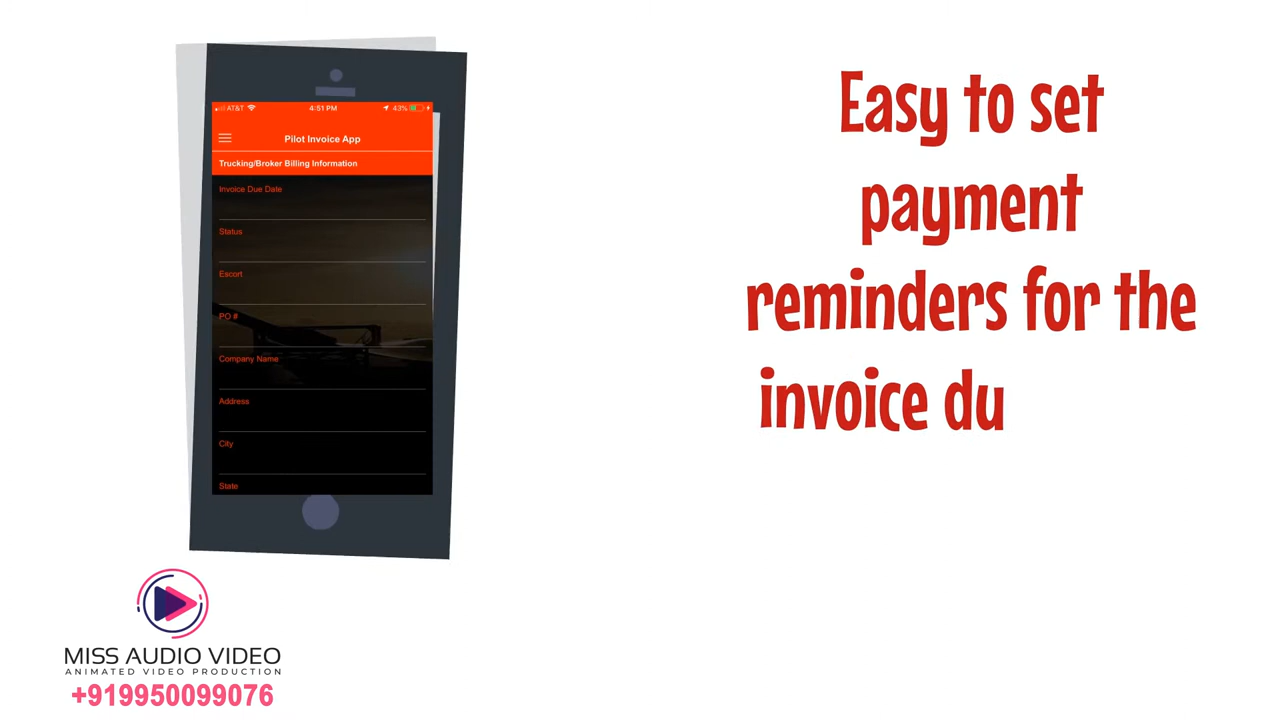 AT&T 4:51 PM 43%
Pilot Invoice App
Trucking/Broker Billing Information
Invoice Due Date
Status
Escort
PO #
Company Name
Address
City
State
Easy to set
payment
reminders for the
invoice du
MISS AUDIO VIDEO
ANIMATED VIDEO PRODUCTION
+919950099076